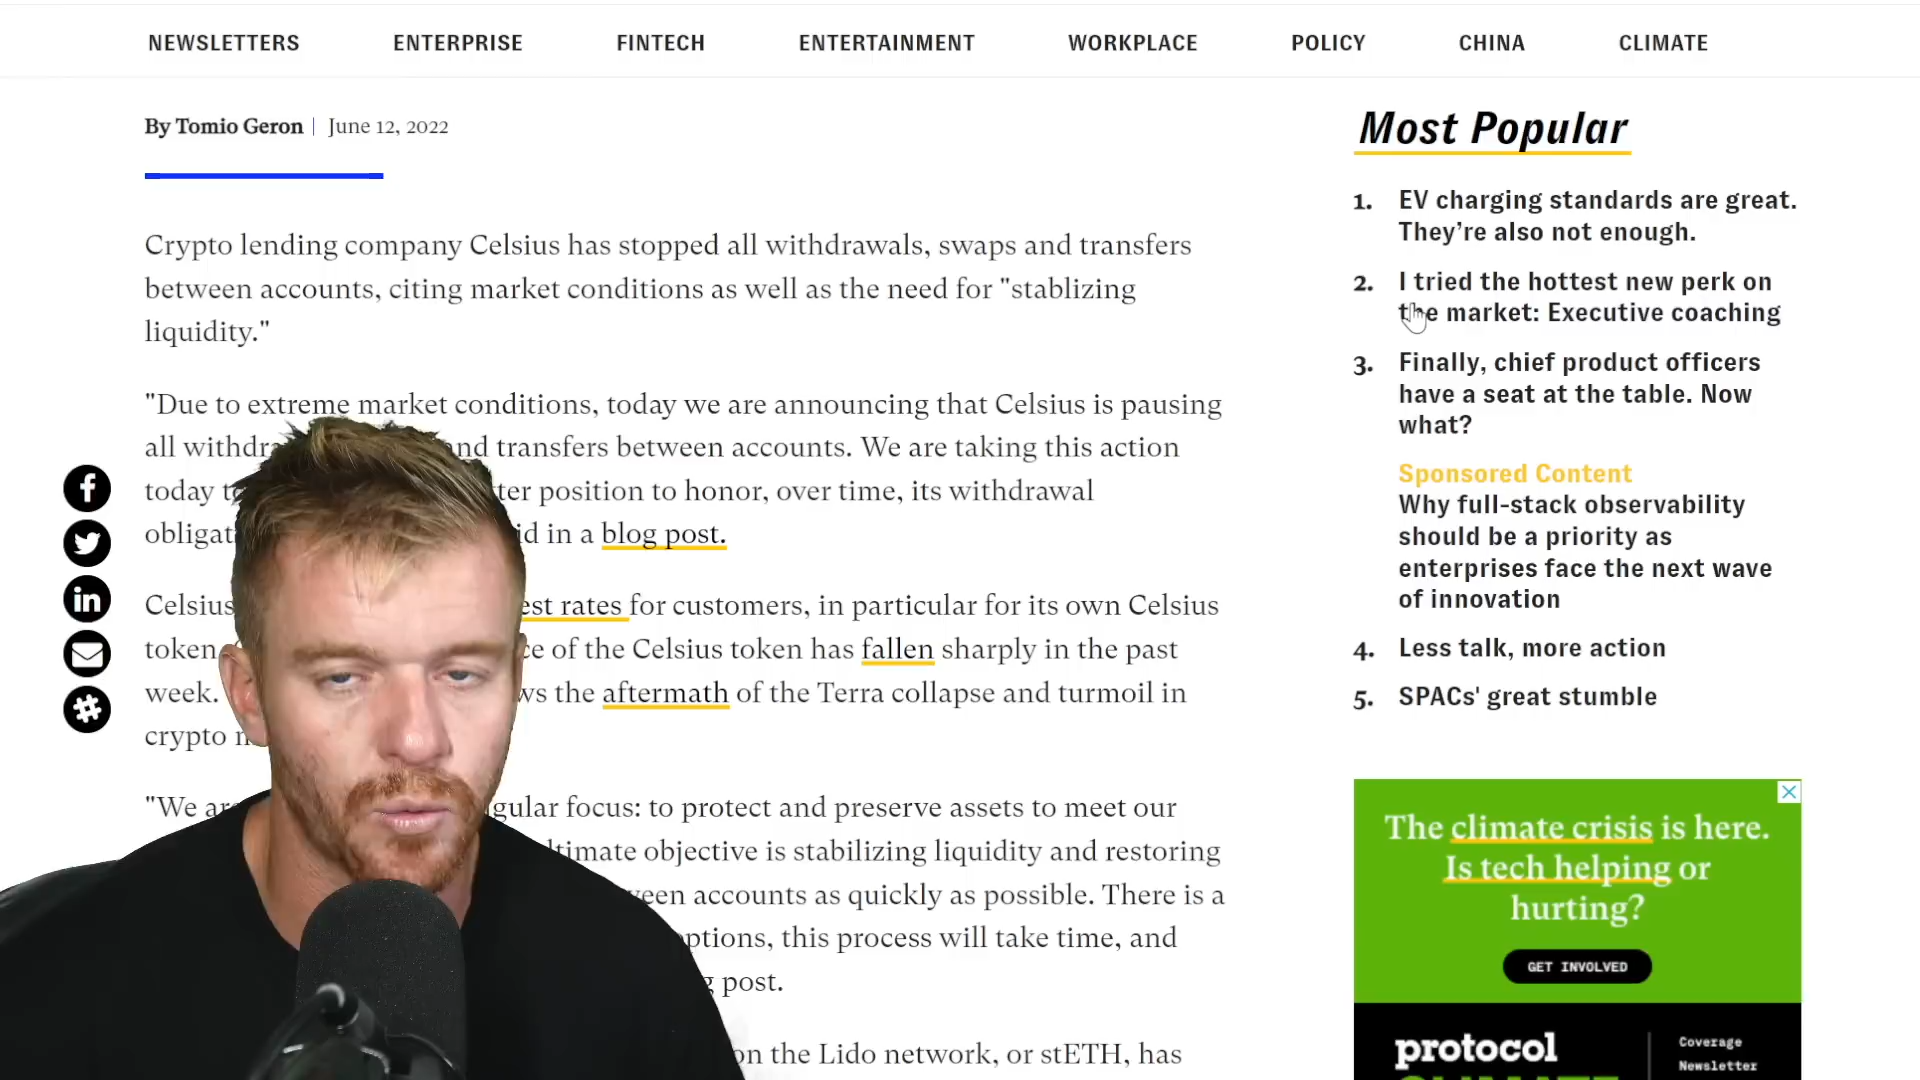 NEWSLETTERS ENTERPRISE FINTECH ENTERTAINMENT WORKPLACE POLICY CHINA CLIMATE
By Tomio Geron | June 12, 2022
Crypto lending company Celsius has stopped all withdrawals, swaps and transfers
between accounts, citing market conditions as well as the need for "stablizing
liquidity."
"Due to extreme market conditions, today we are announcing that Celsius is pausing
all withdra nd transfers between accounts. We are taking this action
today t ter position to honor, over time, its withdrawal
obligat id in a blog post.
Celsius est rates for customers, in particular for its own Celsius
token. ce of the Celsius token has fallen sharply in the past
week. ws the aftermath of the Terra collapse and turmoil in
crypto
"We ar gular focus: to protect and preserve assets to meet our
ltimate objective is stabilizing liquidity and restoring
een accounts as quickly as possible. There is a
ptions, this process will take time, and
g post.
on the Lido network, or stETH, has
Most Popular
1. EV charging standards are great.
They're also not enough.
2. I tried the hottest new perk on
the market: Executive coaching
3. Finally, chief product officers
have a seat at the table. Now
what?
Sponsored Content
Why full-stack observability
should be a priority as
enterprises face the next wave
of innovation
4. Less talk, more action
5. SPACs' great stumble
The climate crisis is here.
Is tech helping or
hurting?
GET INVOLVED
protocol
Coverage
Newsletter